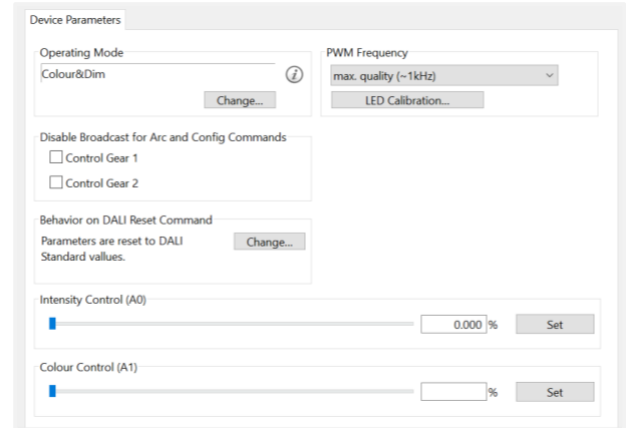 Device Parameters
Operating Mode
Colour&Dim
Change...
PWM Frequency
max. quality (~1kHz)
LED Calibration...
Disable Broadcast for Arc and Config Commands
Control Gear 1
Control Gear 2
Behavior on DALI Reset Command
Parameters are reset to DALI
Standard vallues.
Change...
Intensity Control (A0)
0.000 % Set
Colour Control (A1)
% Set